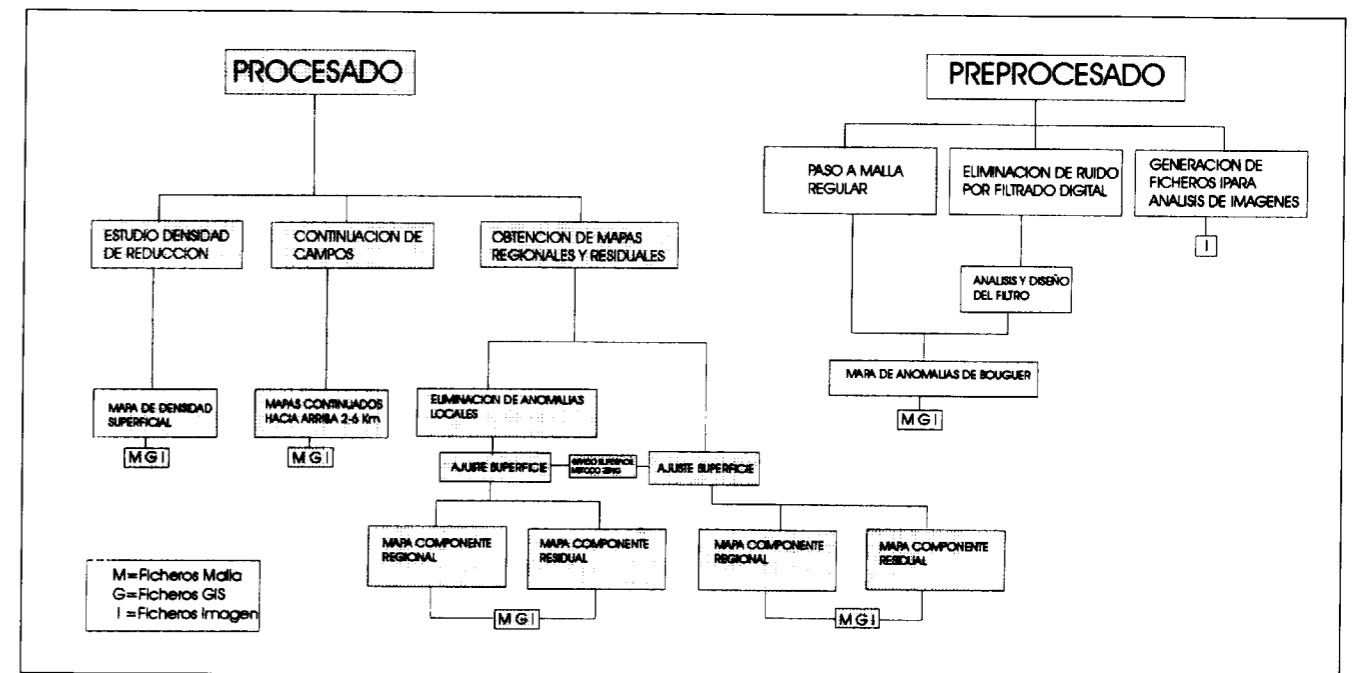 PROCESADO
ESTUDIO DENSIDAD
DE REDUCCION
CONTINUACION DE
CAMPOS
OBTENCION DE MAPAS
REGIONALES Y RESIDUALES
MAPA DE DENSIDAD
SUPERFICIAL
MGI
MAPAS CONTINUADOS
HACIA ARRIBA 2-6 Km
MGI
ELIMINACION DE ANOMALIAS
LOCALES
AJUSTE SUPERFICIE
SUPERFICIE
METODO
AJUSTE SUPERFICIE
MAPA COMPONENTE
REGIONAL
MAPA COMPONENTE
RESIDUAL
MGI
MAPA COMPONENTE
REGIONAL
MAPA COMPONENTE
RESIDUAL
MGI
M=Ficheros Malla
G=Ficheros GIS
I =Ficheros Imagen
PREPROCESADO
PASO A MALLA
REGULAR
ELIMINACION DE RUIDO
POR FILTRADO DIGITAL
GENERACION DE
FICHEROS IPARA
ANALISIS DE IMAGENES
I
ANALISIS Y DISEÑO
DEL FILTRO
MAPA DE ANOMALIAS DE BOUGUER
MGI